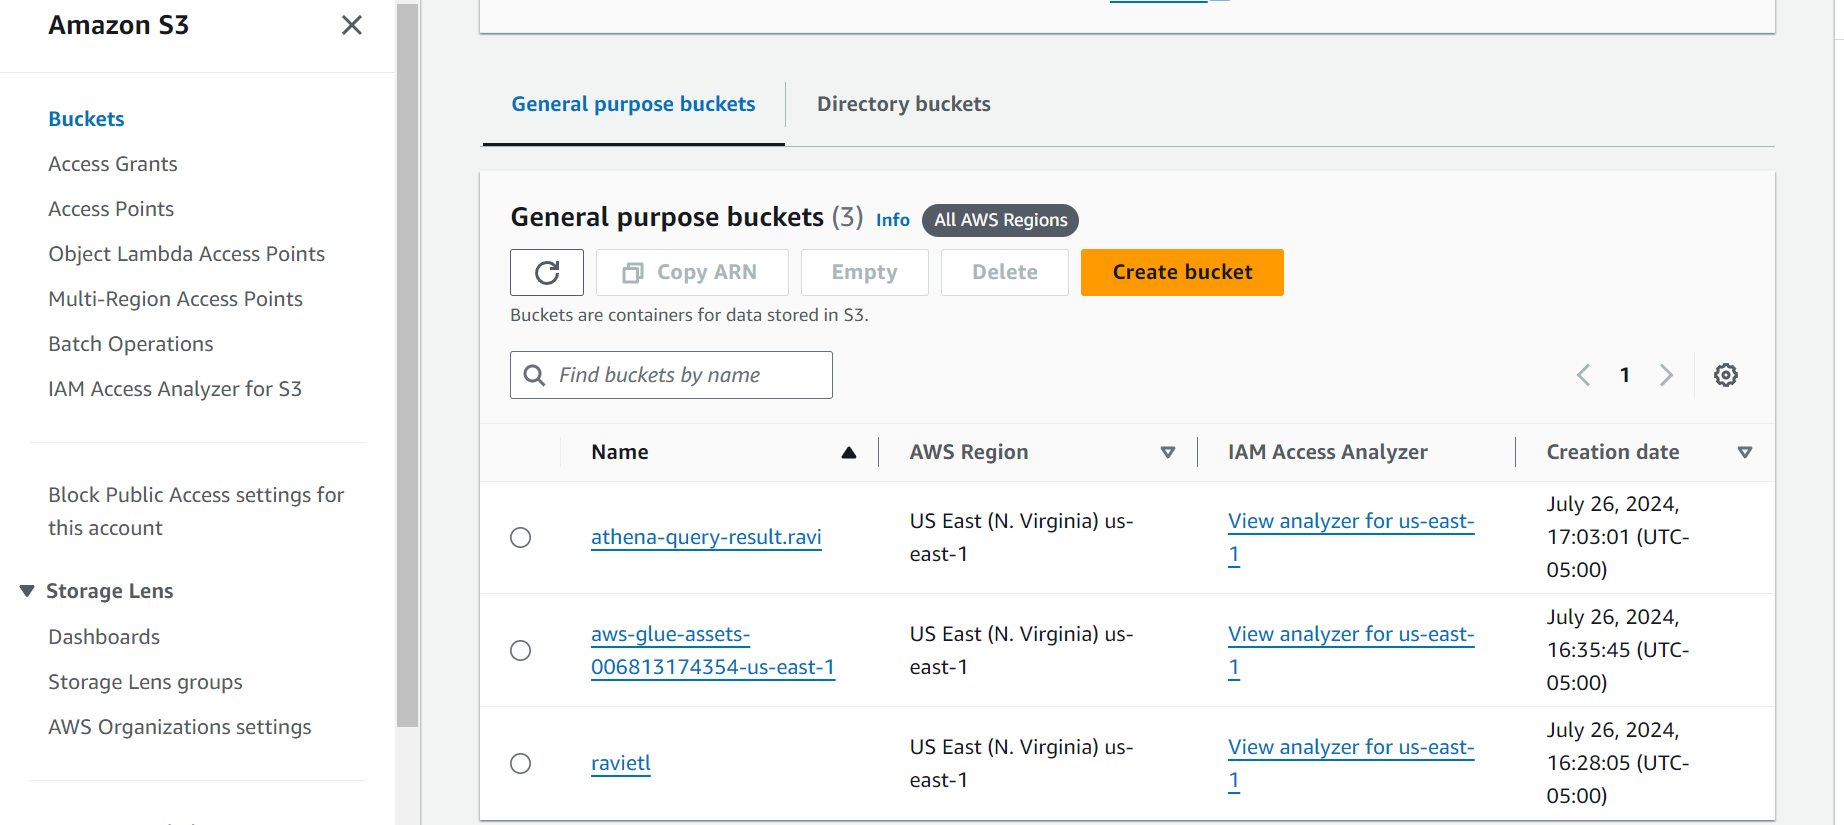 Amazon S3
Buckets
Access Grants
Access Points
Object Lambda Access Points
Multi-Region Access Points
Batch Operations
IAM Access Analyzer for S3
Block Public Access settings for
this account
Storage Lens
Dashboards
Storage Lens groups
AWS Organizations settings
General purpose buckets
Directory buckets
General purpose buckets (3) Info All AWS Regions
Copy ARN Empty Delete Create bucket
Buckets are containers for data stored in S3.
Find buckets by name
1
Name AWS Region IAM Access Analyzer Creation date
athena-query-result.ravi
US East (N. Virginia) us-
east-1
View analyzer for us-east-
1
July 26, 2024,
17:03:01 (UTC-
05:00)
aws-glue-assets-
006813174354-us-east-1
US East (N. Virginia) us-
east-1
View analyzer for us-east-
1
July 26, 2024,
16:35:45 (UTC-
05:00)
ravietl
US East (N. Virginia) us-
east-1
View analyzer for us-east-
1
July 26, 2024,
16:28:05 (UTC-
05:00)